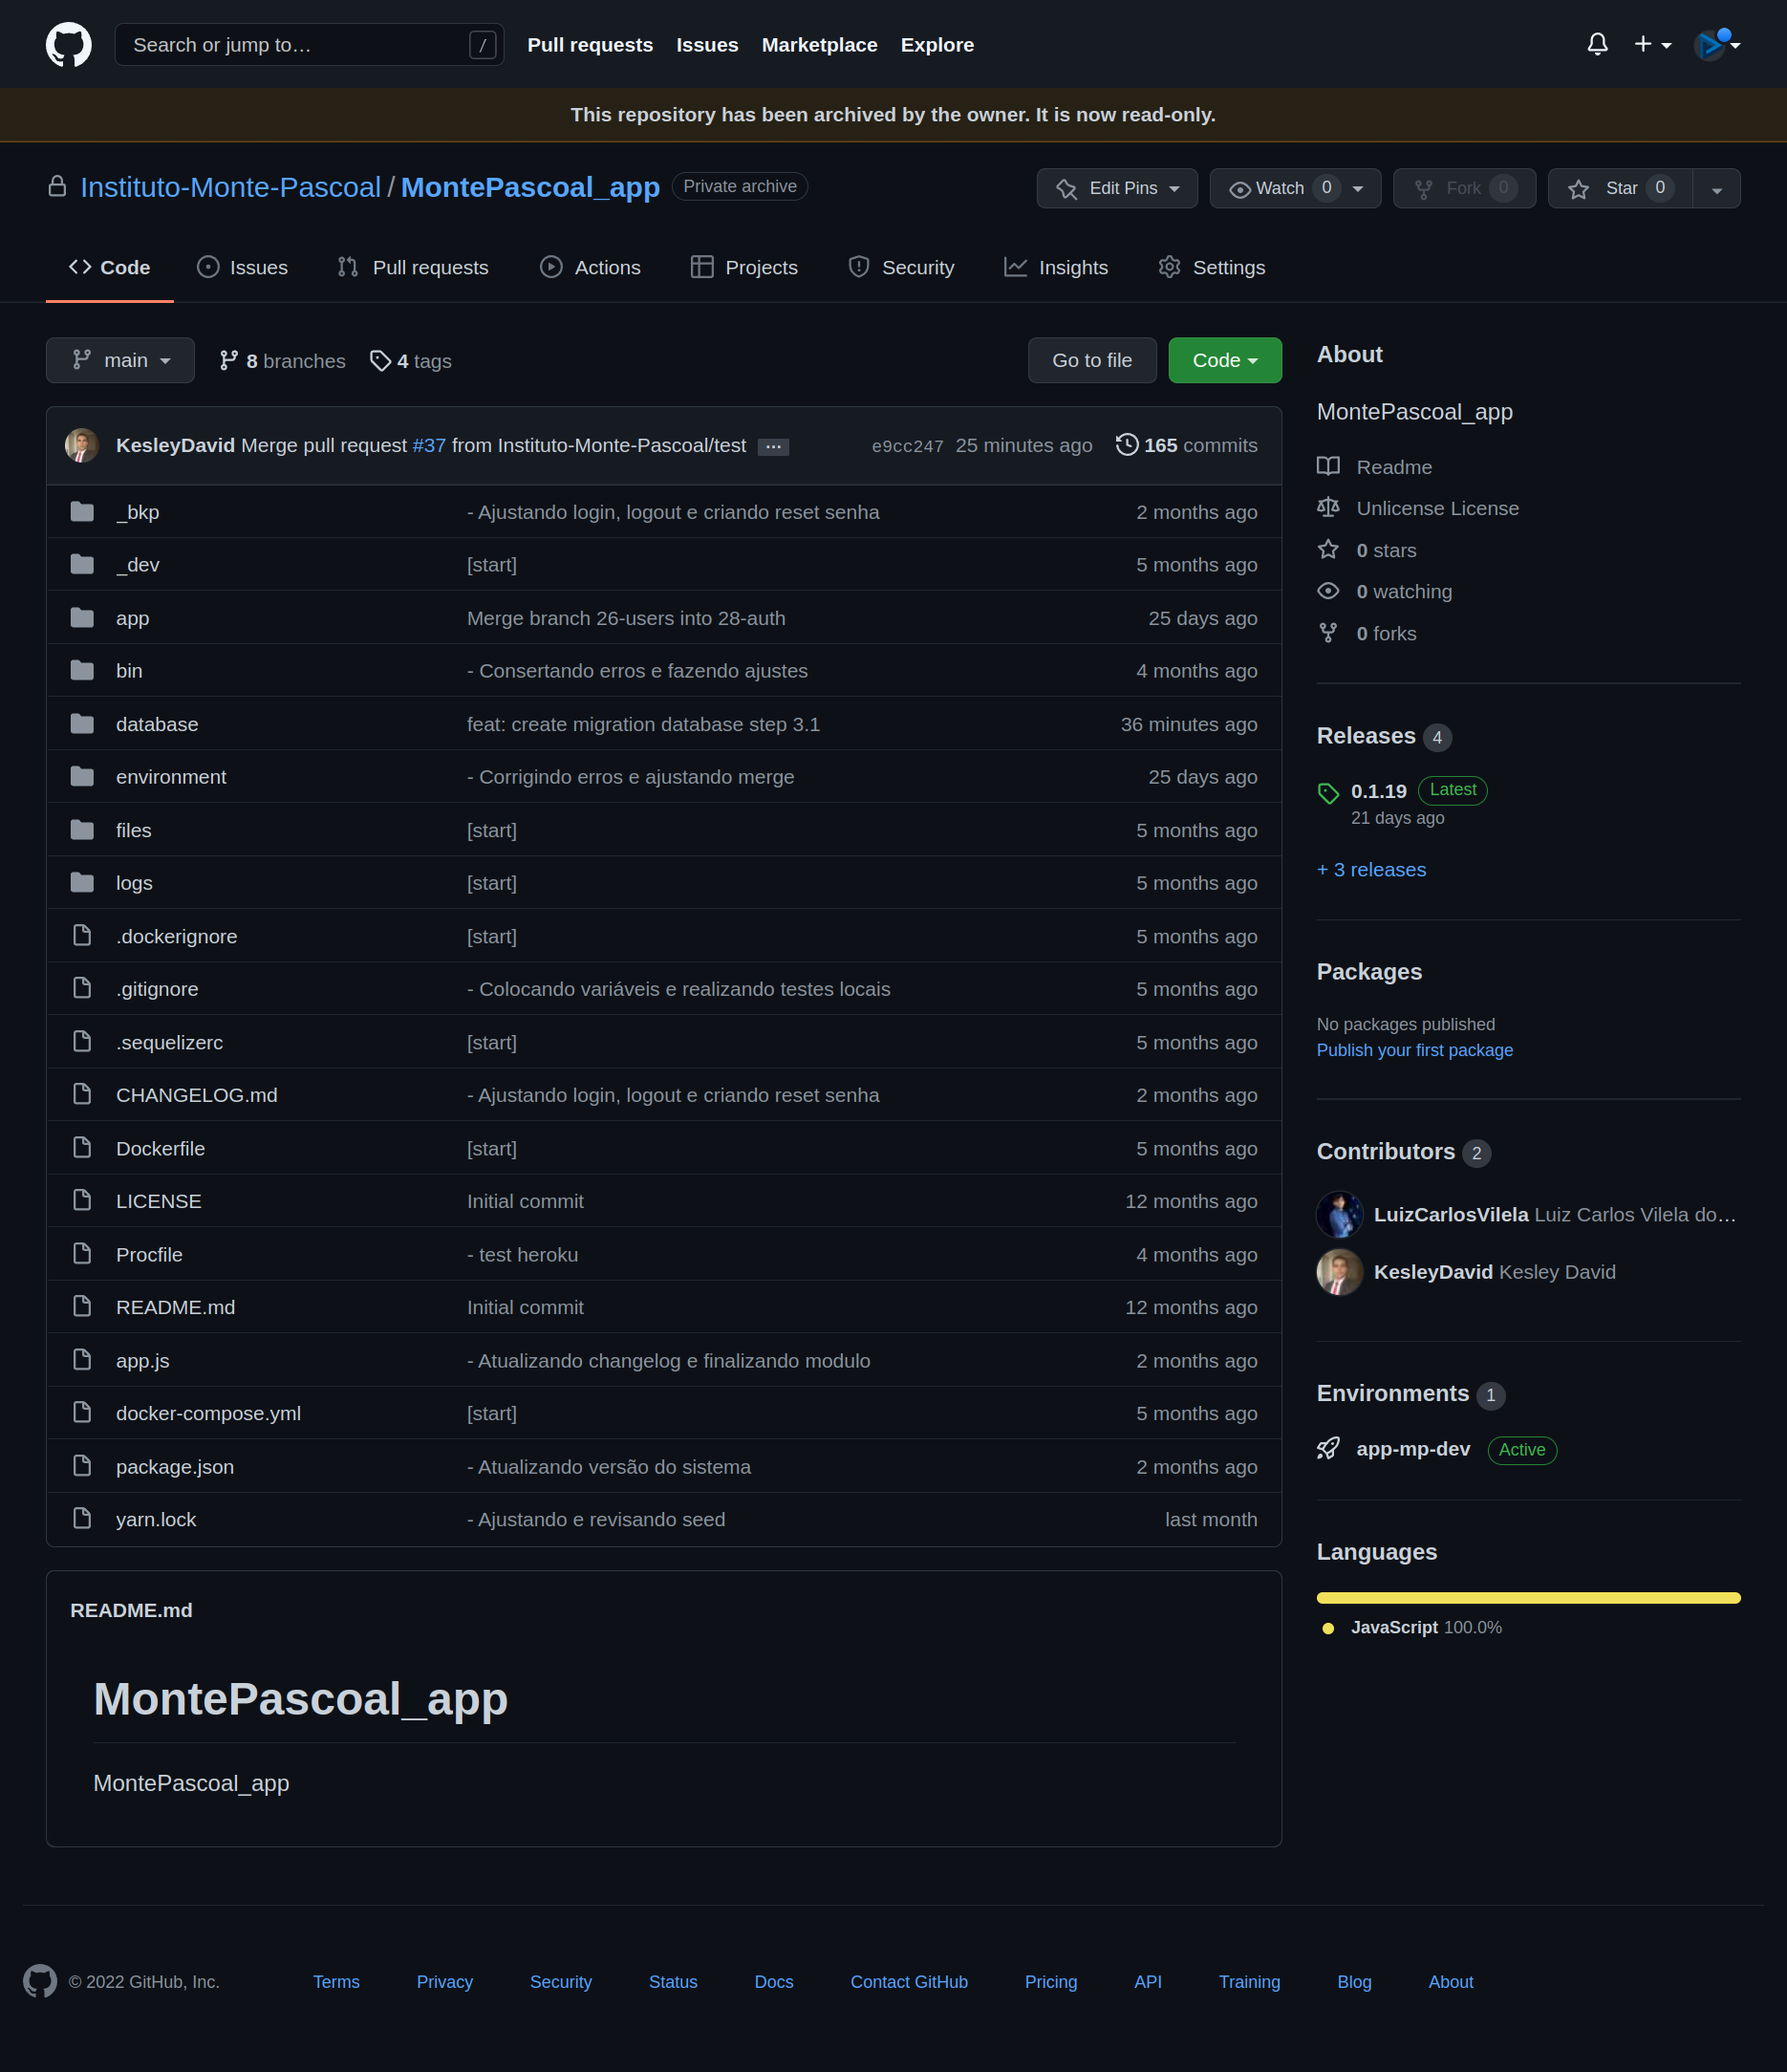 Search or jump to… /
Pull requests Issues Marketplace Explore
This repository has been archived by the owner. It is now read-only.
Instituto-Monte-Pascoal / MontePascoal_app Private archive
Edit Pins Watch 0 Fork 0 Star 0
Code Issues Pull requests Actions Projects Security Insights Settings
main 8 branches 4 tags Go to file Code
KesleyDavid Merge pull request #37 from Instituto-Monte-Pascoal/test … e9cc247 25 minutes ago 165 commits
_bkp - Ajustando login, logout e criando reset senha 2 months ago
_dev [start] 5 months ago
app Merge branch 26-users into 28-auth 25 days ago
bin - Consertando erros e fazendo ajustes 4 months ago
database feat: create migration database step 3.1 36 minutes ago
environment - Corrigindo erros e ajustando merge 25 days ago
files [start] 5 months ago
logs [start] 5 months ago
.dockerignore [start] 5 months ago
.gitignore - Colocando variáveis e realizando testes locais 5 months ago
.sequelizerc [start] 5 months ago
CHANGELOG.md - Ajustando login, logout e criando reset senha 2 months ago
Dockerfile [start] 5 months ago
LICENSE Initial commit 12 months ago
Procfile - test heroku 4 months ago
README.md Initial commit 12 months ago
app.js - Atualizando changelog e finalizando modulo 2 months ago
docker-compose.yml [start] 5 months ago
package.json - Atualizando versão do sistema 2 months ago
yarn.lock - Ajustando e revisando seed last month
README.md
MontePascoal_app
MontePascoal_app
About
MontePascoal_app
Readme
Unlicense License
0 stars
0 watching
0 forks
Releases 4
0.1.19 Latest
21 days ago
+ 3 releases
Packages
No packages published
Publish your first package
Contributors 2
LuizCarlosVilela Luiz Carlos Vilela do…
KesleyDavid Kesley David
Environments 1
app-mp-dev Active
Languages
JavaScript 100.0%
© 2022 GitHub, Inc. Terms Privacy Security Status Docs Contact GitHub Pricing API Training Blog About